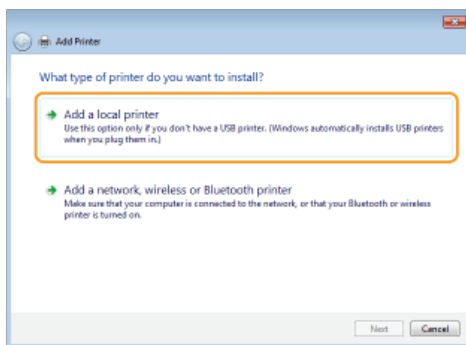 Add Printer
What type of printer do you want to install?
Add a local printer
Use this option only if you don't have a USB printer. (Windows automatically installs USB printers
when you plug them in.)
Add a network, wireless or Bluetooth printer
Make sure that your computer is connected to the network, or that your Bluetooth or wireless
printer is turned on.
Next
Cancel